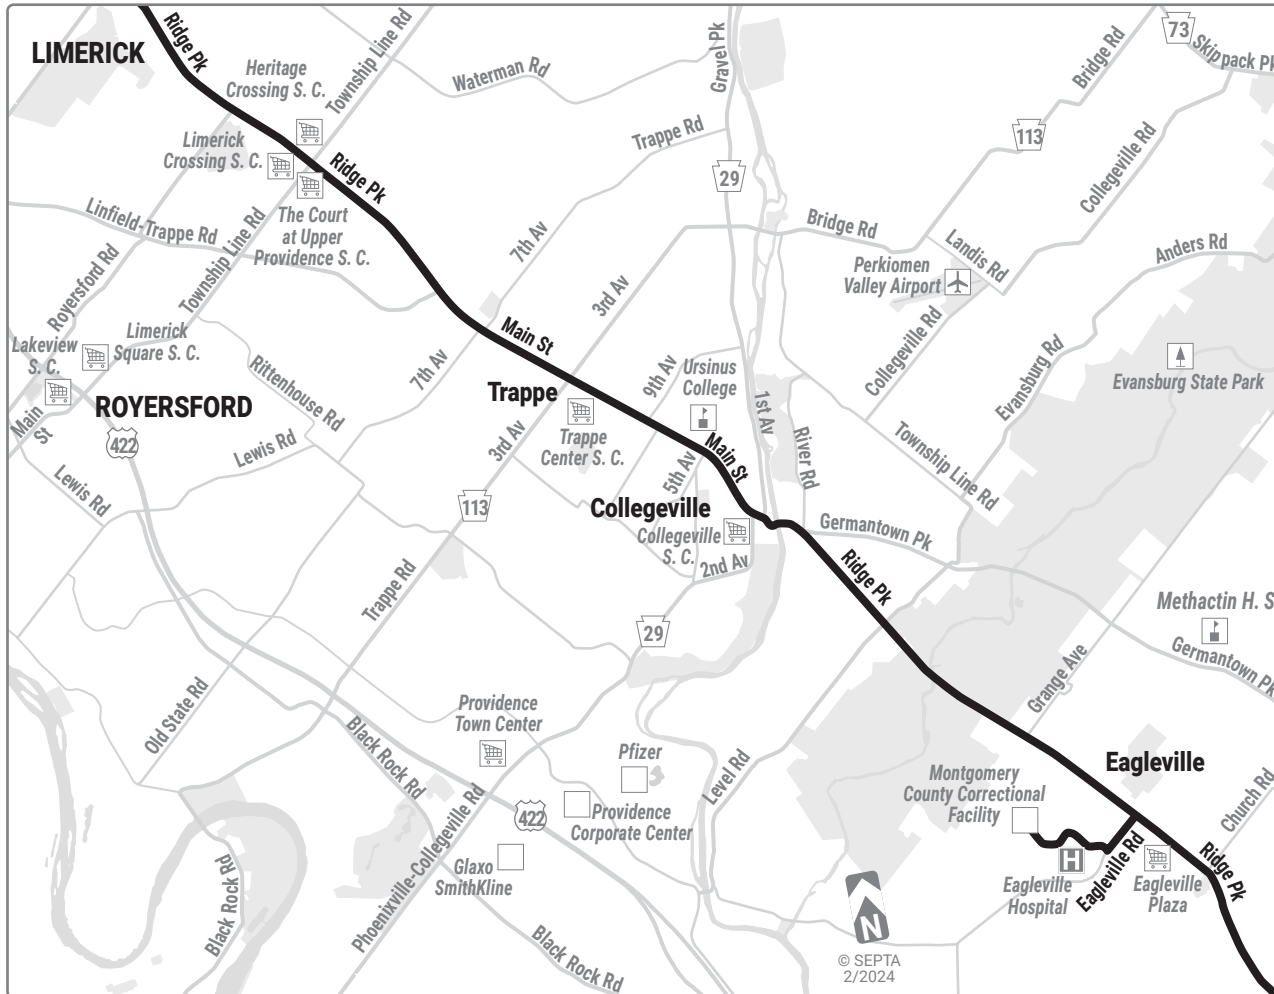 LIMERICK
Ridge Pk
Heritage
Crossing S. C.
Township Line Rd
Waterman Rd
Gravel Pk
Bridge Rd
73
Skippack Pk
Limerick
Crossing S. C.
Ridge Pk
Trappe Rd
29
113
Collegeville Rd
Linfield-Trappe Rd
The Court
at Upper
Providence S. C.
Township Line Rd
Royersford Rd
7th Av
3rd Av
Bridge Rd
Landis Rd
Anders Rd
Perkiomen
Valley Airport
Collegeville Rd
Evansburg Rd
Evansburg State Park
Lakeview
S. C.
Limerick
Square S. C.
Main St
Rittenhouse Rd
7th Av
9th Av
Ursinus
College
1st Av
Trappe
ROYERSFORD
Main
St
422
Lewis Rd
Lewis Rd
3rd Av
Trappe
Center S. C.
Main St
5th Av
River Rd
Township Line Rd
113
Collegeville
Collegeville
S. C.
2nd Av
Germantown Pk
Ridge Pk
Trappe Rd
29
Methactin H. S
Germantown Pk
Grange Ave
Old State Rd
Black Rock Rd
Providence
Town Center
Pfizer
Level Rd
Eagleville
Montgomery
County Correctional
Facility
Church Rd
Phoenixville-Collegeville Rd
422
Providence
Corporate Center
Glaxo
SmithKline
Black Rock Rd
Black Rock Rd
N
© SEPTA
2/2024
H
Eagleville
Hospital
Eagleville Rd
Eagleville
Plaza
Ridge Pk